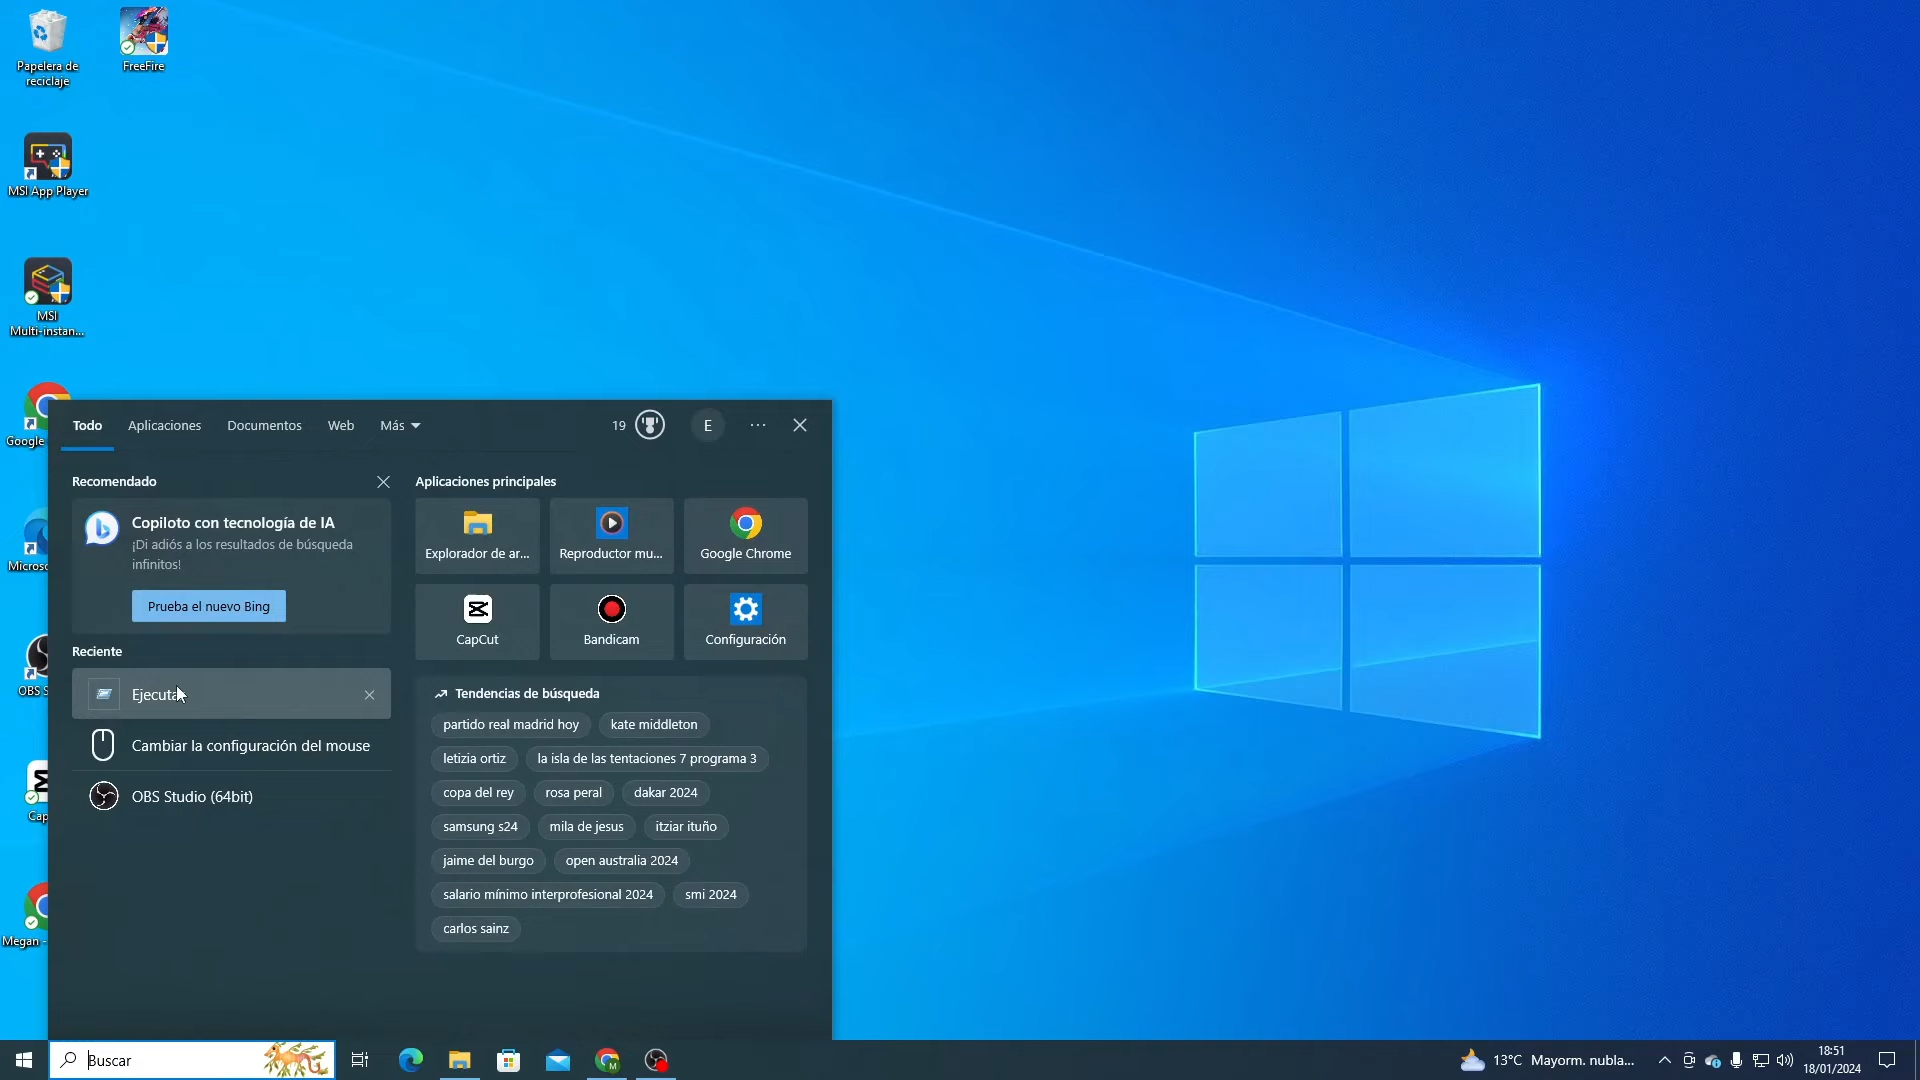 Papelera de
reciclaje
FreeFire
MSI App Player
MSI
Multi-instan...
Google
Microso
OBS S
Cap
Megan -
Todo
Aplicaciones
Documentos
Web
Más
19
E
Recomendado
Copiloto con tecnología de IA
¡Di adiós a los resultados de búsqueda
infinitos!
Prueba el nuevo Bing
Reciente
Ejecutar
Cambiar la configuración del mouse
OBS Studio (64bit)
Aplicaciones principales
Explorador de ar...
Reproductor mu...
Google Chrome
CapCut
Bandicam
Configuración
Tendencias de búsqueda
partido real madrid hoy
kate middleton
letizia ortiz
la isla de las tentaciones 7 programa 3
copa del rey
rosa peral
dakar 2024
samsung s24
mila de jesus
itziar ituño
jaime del burgo
open australia 2024
salario mínimo interprofesional 2024
smi 2024
carlos sainz
Buscar
13°C Mayorm. nubla...
18:51
18/01/2024